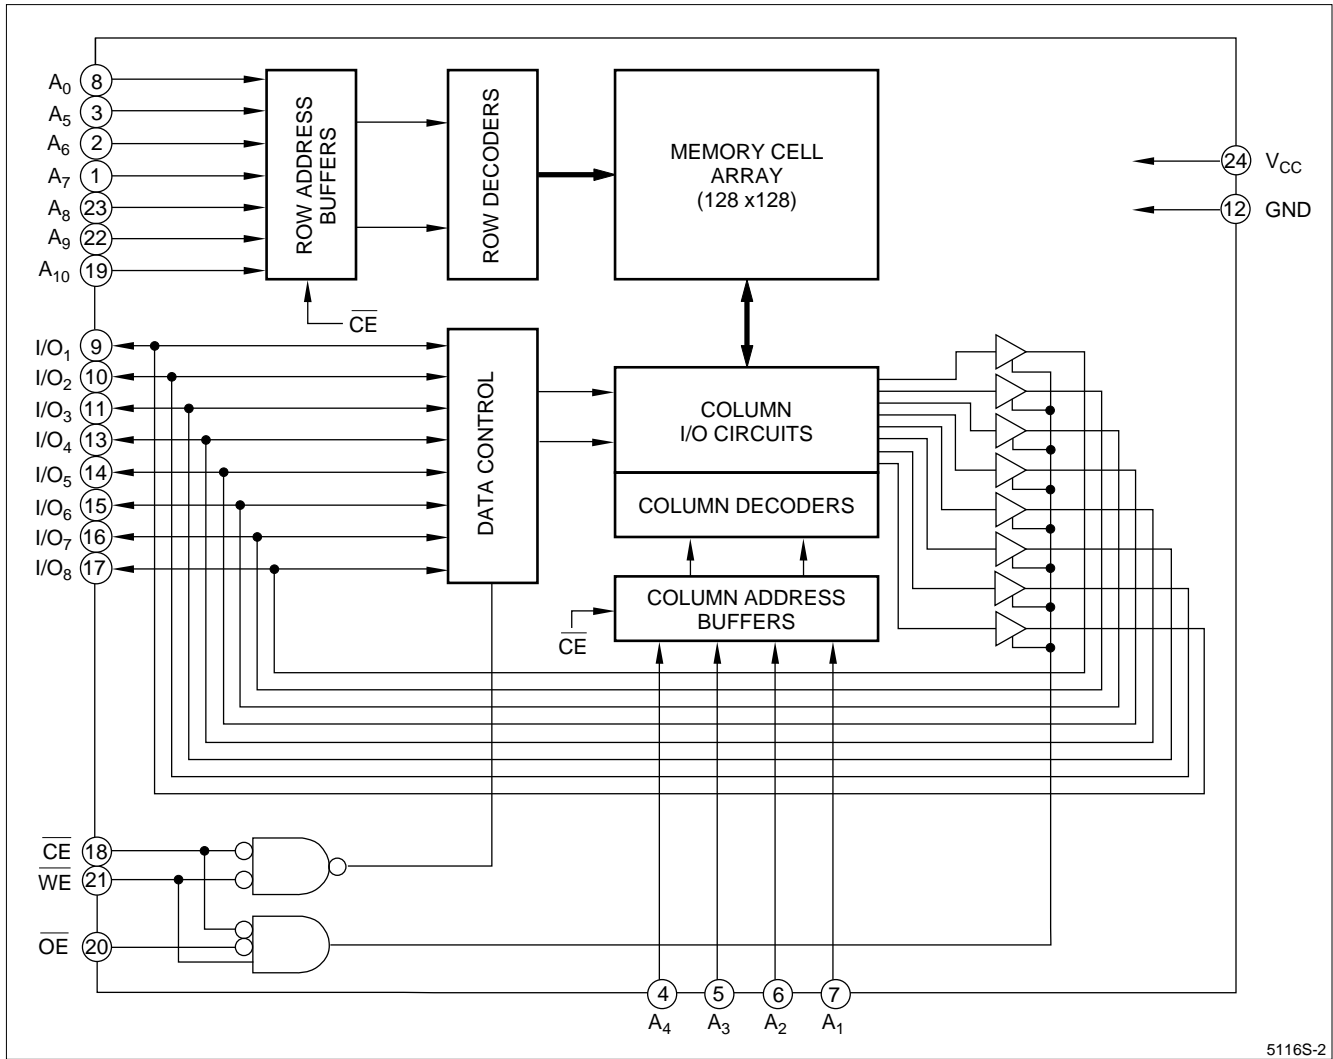 A0 8
A5 3
A6 2
A7 1
A8 23
A9 22
A10 19
ROW ADDRESS
BUFFERS
ROW DECODERS
MEMORY CELL
ARRAY
(128 x128)
24 VCC
12 GND
CE
I/O1 9
I/O2 10
I/O3 11
I/O4 13
I/O5 14
I/O6 15
I/O7 16
I/O8 17
DATA CONTROL
COLUMN
I/O CIRCUITS
COLUMN DECODERS
COLUMN ADDRESS
BUFFERS
CE
CE 18
WE 21
OE 20
4 5 6 7
A4 A3 A2 A1
5116S-2